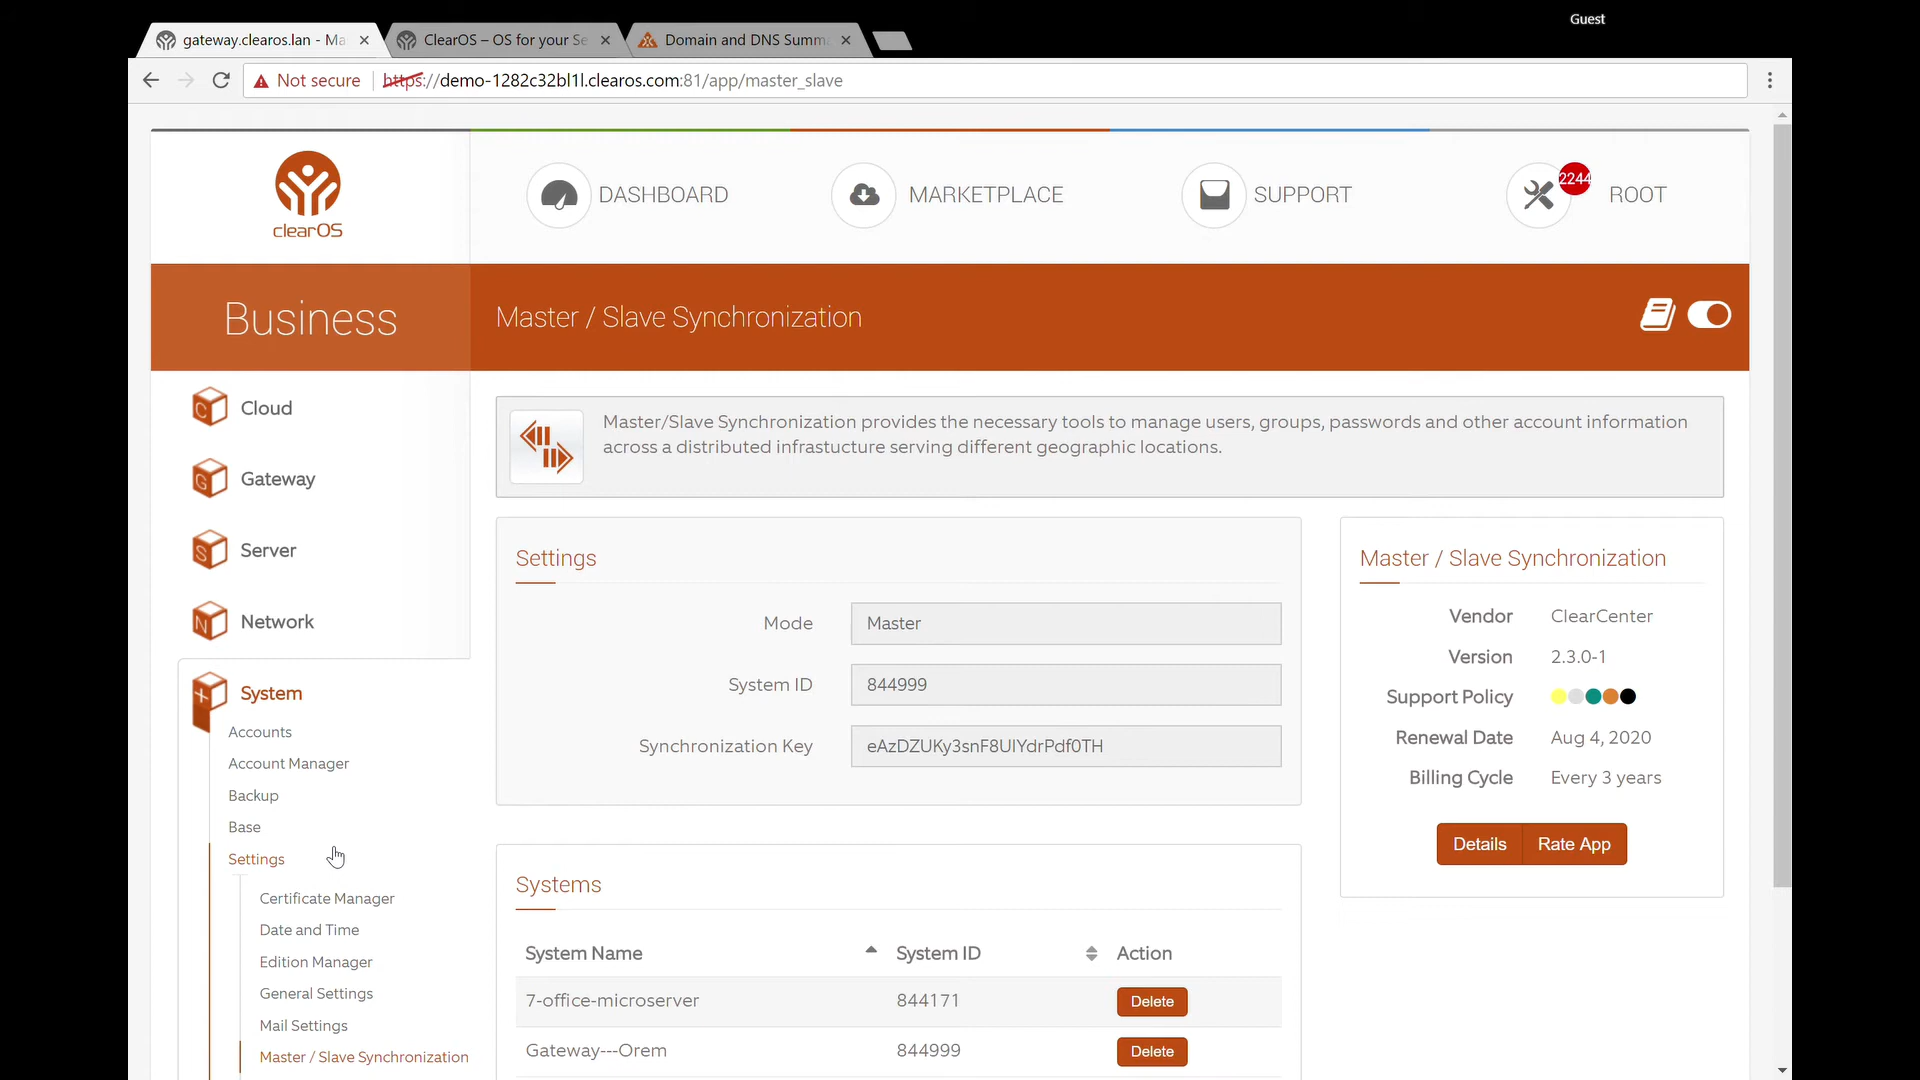 Guest
gateway.clearos.lan - Ma
ClearOS – OS for your Se
Domain and DNS Summa
Not secure
https://demo-1282c32bl1l.clearos.com:81/app/master_slave
clearOS
DASHBOARD
MARKETPLACE
SUPPORT
2244
ROOT
Business
Master / Slave Synchronization
Cloud
Gateway
Server
Network
System
Accounts
Account Manager
Backup
Base
Settings
Certificate Manager
Date and Time
Edition Manager
General Settings
Mail Settings
Master / Slave Synchronization
Master/Slave Synchronization provides the necessary tools to manage users, groups, passwords and other account information
across a distributed infrastucture serving different geographic locations.
Settings
Mode Master
System ID 844999
Synchronization Key eAzDZUKy3snF8UIYdrPdf0TH
Systems
System Name System ID Action
7-office-microserver 844171 Delete
Gateway---Orem 844999 Delete
Master / Slave Synchronization
Vendor ClearCenter
Version 2.3.0-1
Support Policy
Renewal Date Aug 4, 2020
Billing Cycle Every 3 years
Details Rate App